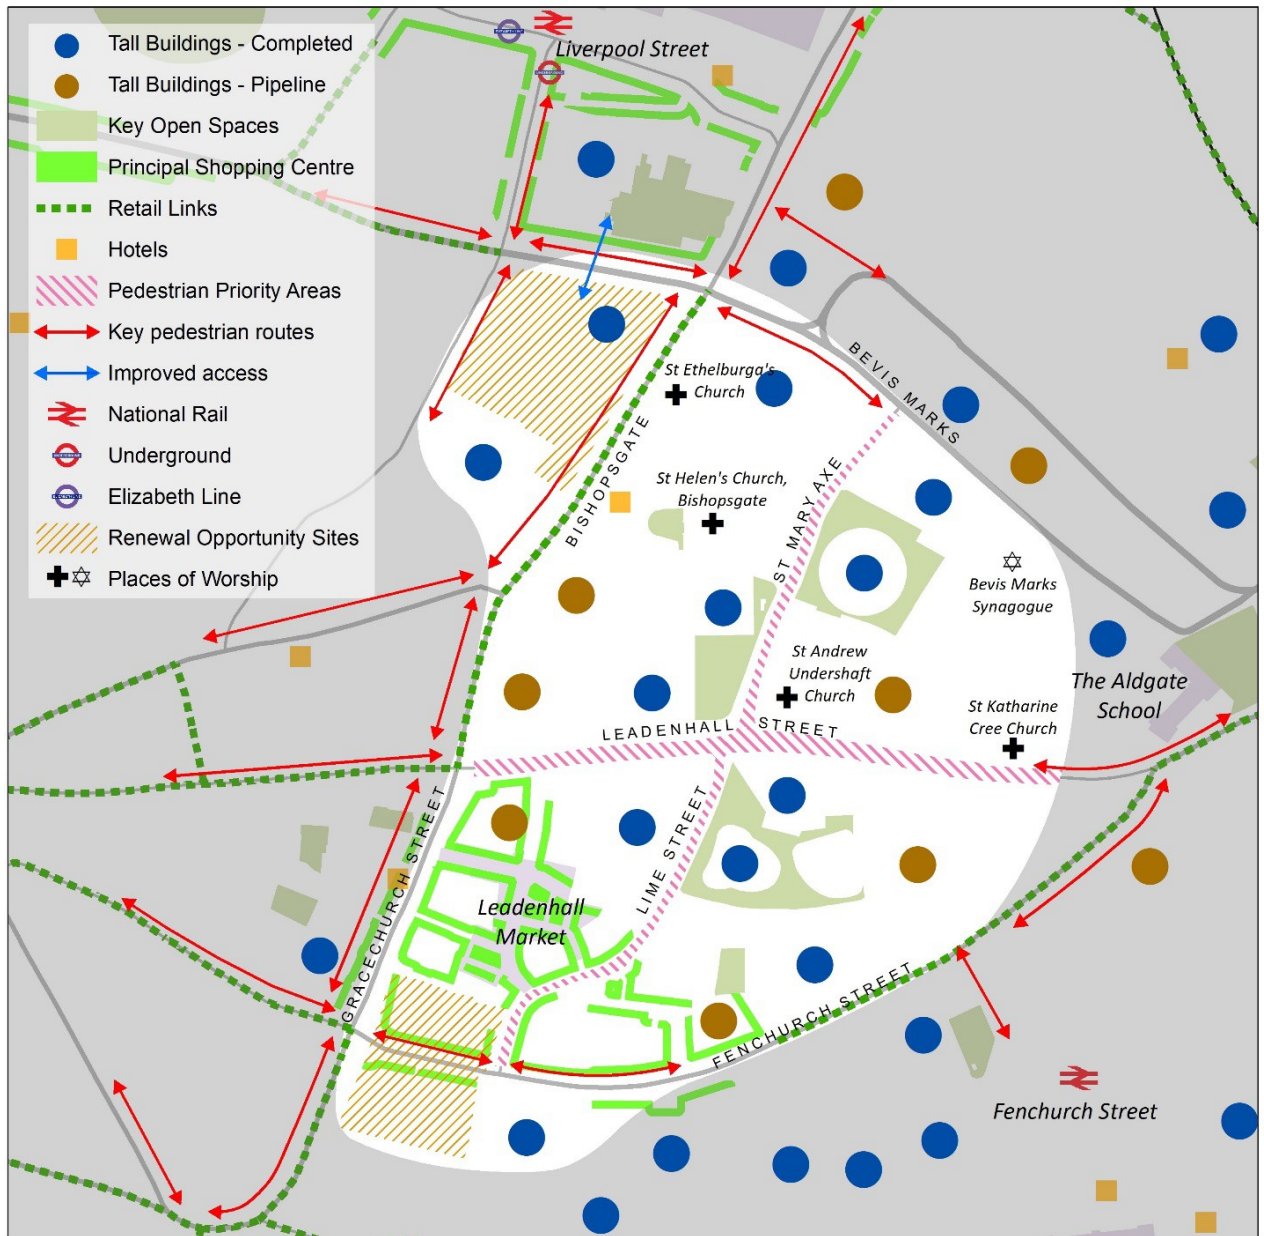 Tall Buildings - Completed
Tall Buildings - Pipeline
Key Open Spaces
Principal Shopping Centre
Retail Links
Hotels
Pedestrian Priority Areas
Key pedestrian routes
Improved access
National Rail
Underground
Elizabeth Line
Renewal Opportunity Sites
Places of Worship
Liverpool Street
BEVIS MARKS
St Ethelburga's
Church
BISHOPSGATE
St Helen's Church,
Bishopsgate
ST MARY AXE
Bevis Marks
Synagogue
St Andrew
Undershaft
Church
The Aldgate
School
St Katharine
Cree Church
LEADENHALL STREET
GRACECHURCH STREET
LIME STREET
Leadenhall
Market
FENCHURCH STREET
Fenchurch Street